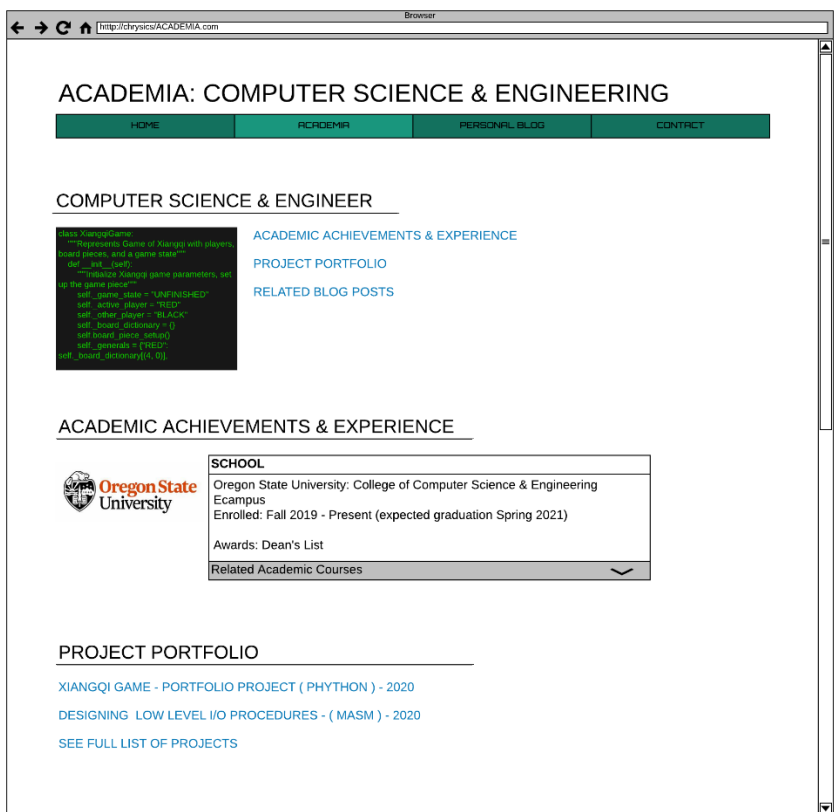 Browser
http://chrysics/ACADEMIA.com
ACADEMIA: COMPUTER SCIENCE & ENGINEERING
HOME
ACADEMIA
PERSONAL BLOG
CONTACT
COMPUTER SCIENCE & ENGINEER
class XiangqiGame:
"""Represents Game of Xiangqi with players,
board pieces, and a game state"""
def __init__(self):
"""Initialize Xiangqi game parameters, set
up the game piece"""
self._game_state = "UNFINISHED"
self._active_player = "RED"
self._other_player = "BLACK"
self._board_dictionary = {}
self.board_piece_setup()
self._generals = {"RED":
self._board_dictionary[(4, 0)],
ACADEMIC ACHIEVEMENTS & EXPERIENCE
PROJECT PORTFOLIO
RELATED BLOG POSTS
ACADEMIC ACHIEVEMENTS & EXPERIENCE
Oregon State
University
SCHOOL
Oregon State University: College of Computer Science & Engineering
Ecampus
Enrolled: Fall 2019 - Present (expected graduation Spring 2021)
Awards: Dean's List
Related Academic Courses
PROJECT PORTFOLIO
XIANGQI GAME - PORTFOLIO PROJECT ( PHYTHON ) - 2020
DESIGNING LOW LEVEL I/O PROCEDURES - ( MASM ) - 2020
SEE FULL LIST OF PROJECTS